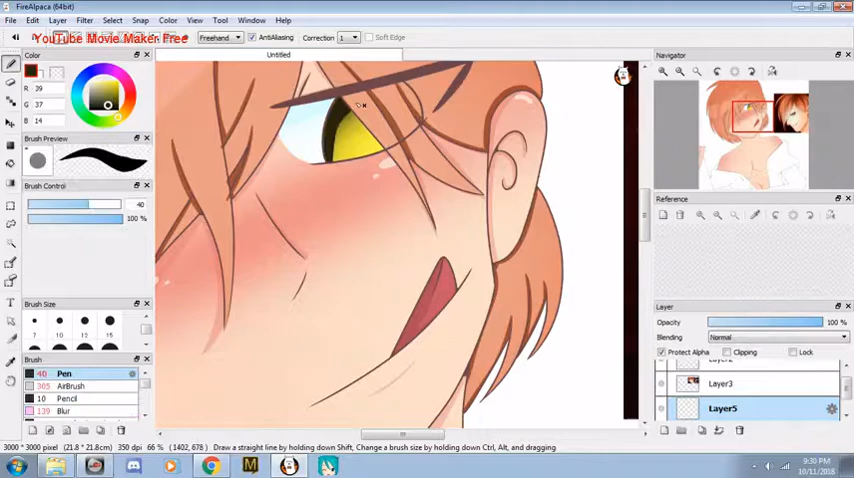 FireAlpaca (64bit)
File Edit Layer Filter Select Snap Color View Tool Window Help
YouTube Movie Maker Free
Freehand AntiAliasing Correction 1 Soft Edge
Color
Untitled
Navigator
R 39
G 37
B 14
Brush Preview
Brush Control
40
100 %
Reference
Brush Size
7 10 12 15
Layer
Opacity 100 %
Blending Normal
Protect Alpha Clipping Lock
Layer2
Layer3
Layer5
Brush
40 Pen
305 AirBrush
10 Pencil
139 Blur
3000 * 3000 pixel (21.8 * 21.8cm) 350 dpi 66 % (1402, 678) Draw a straight line by holding down Shift, Change a brush size by holding down Ctrl, Alt, and dragging
9:30 PM
10/11/2018